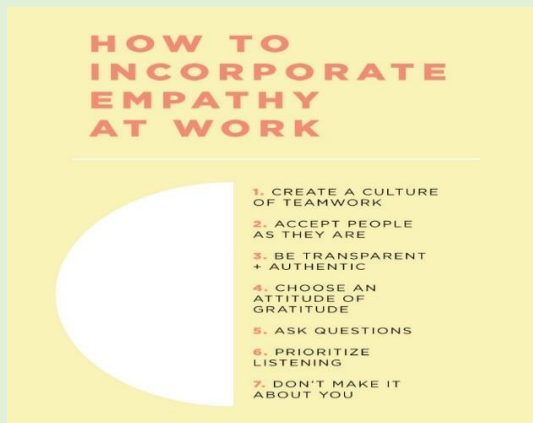 HOW TO
INCORPORATE
EMPATHY
AT WORK
1. CREATE A CULTURE
OF TEAMWORK
2. ACCEPT PEOPLE
AS THEY ARE
3. BE TRANSPARENT
+ AUTHENTIC
4. CHOOSE AN
ATTITUDE OF
GRATITUDE
5. ASK QUESTIONS
6. PRIORITIZE
LISTENING
7. DON'T MAKE IT
ABOUT YOU